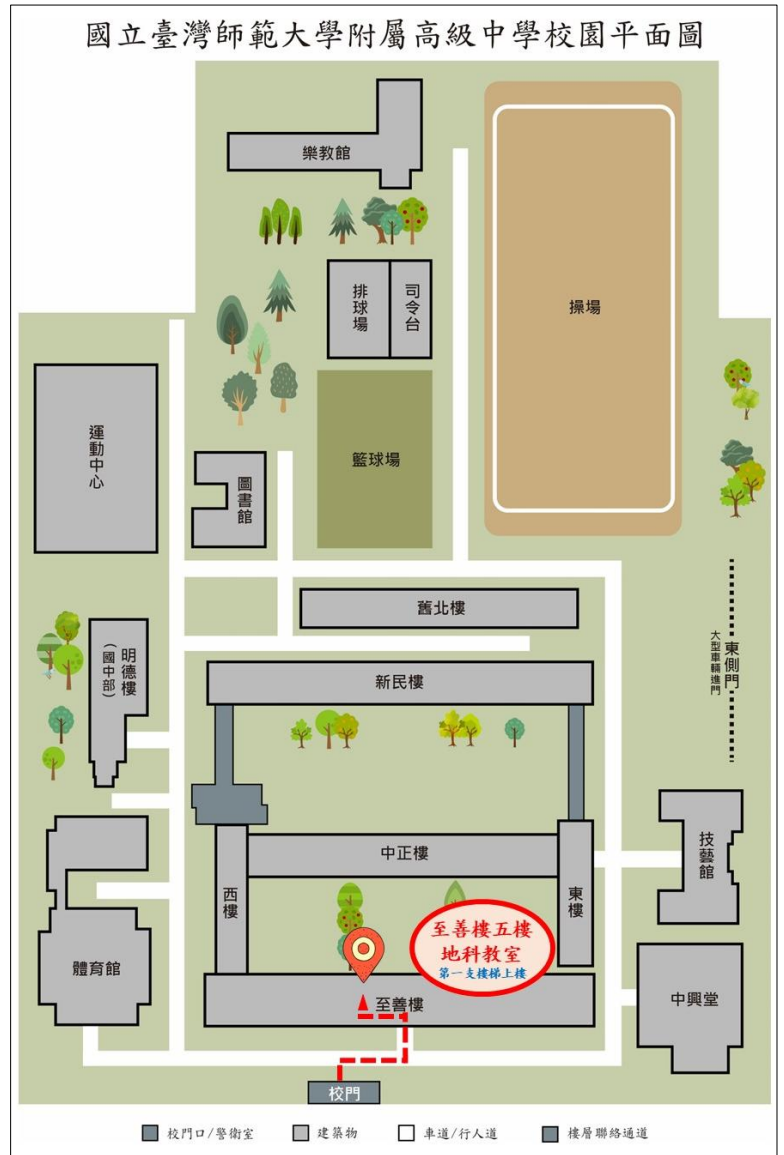 國立臺灣師範大學附屬高級中學校園平面圖
樂教館
排球場
司令台
操場
運動中心
圖書館
籃球場
舊北樓
明德樓
(國中部)
新民樓
東側門
大型車輛進門
中正樓
西樓
東樓
技藝館
至善樓五樓
地科教室
第一支樓梯上樓
體育館
至善樓
中興堂
校門
校門口/警衛室
建築物
車道/行人道
樓層聯絡通道